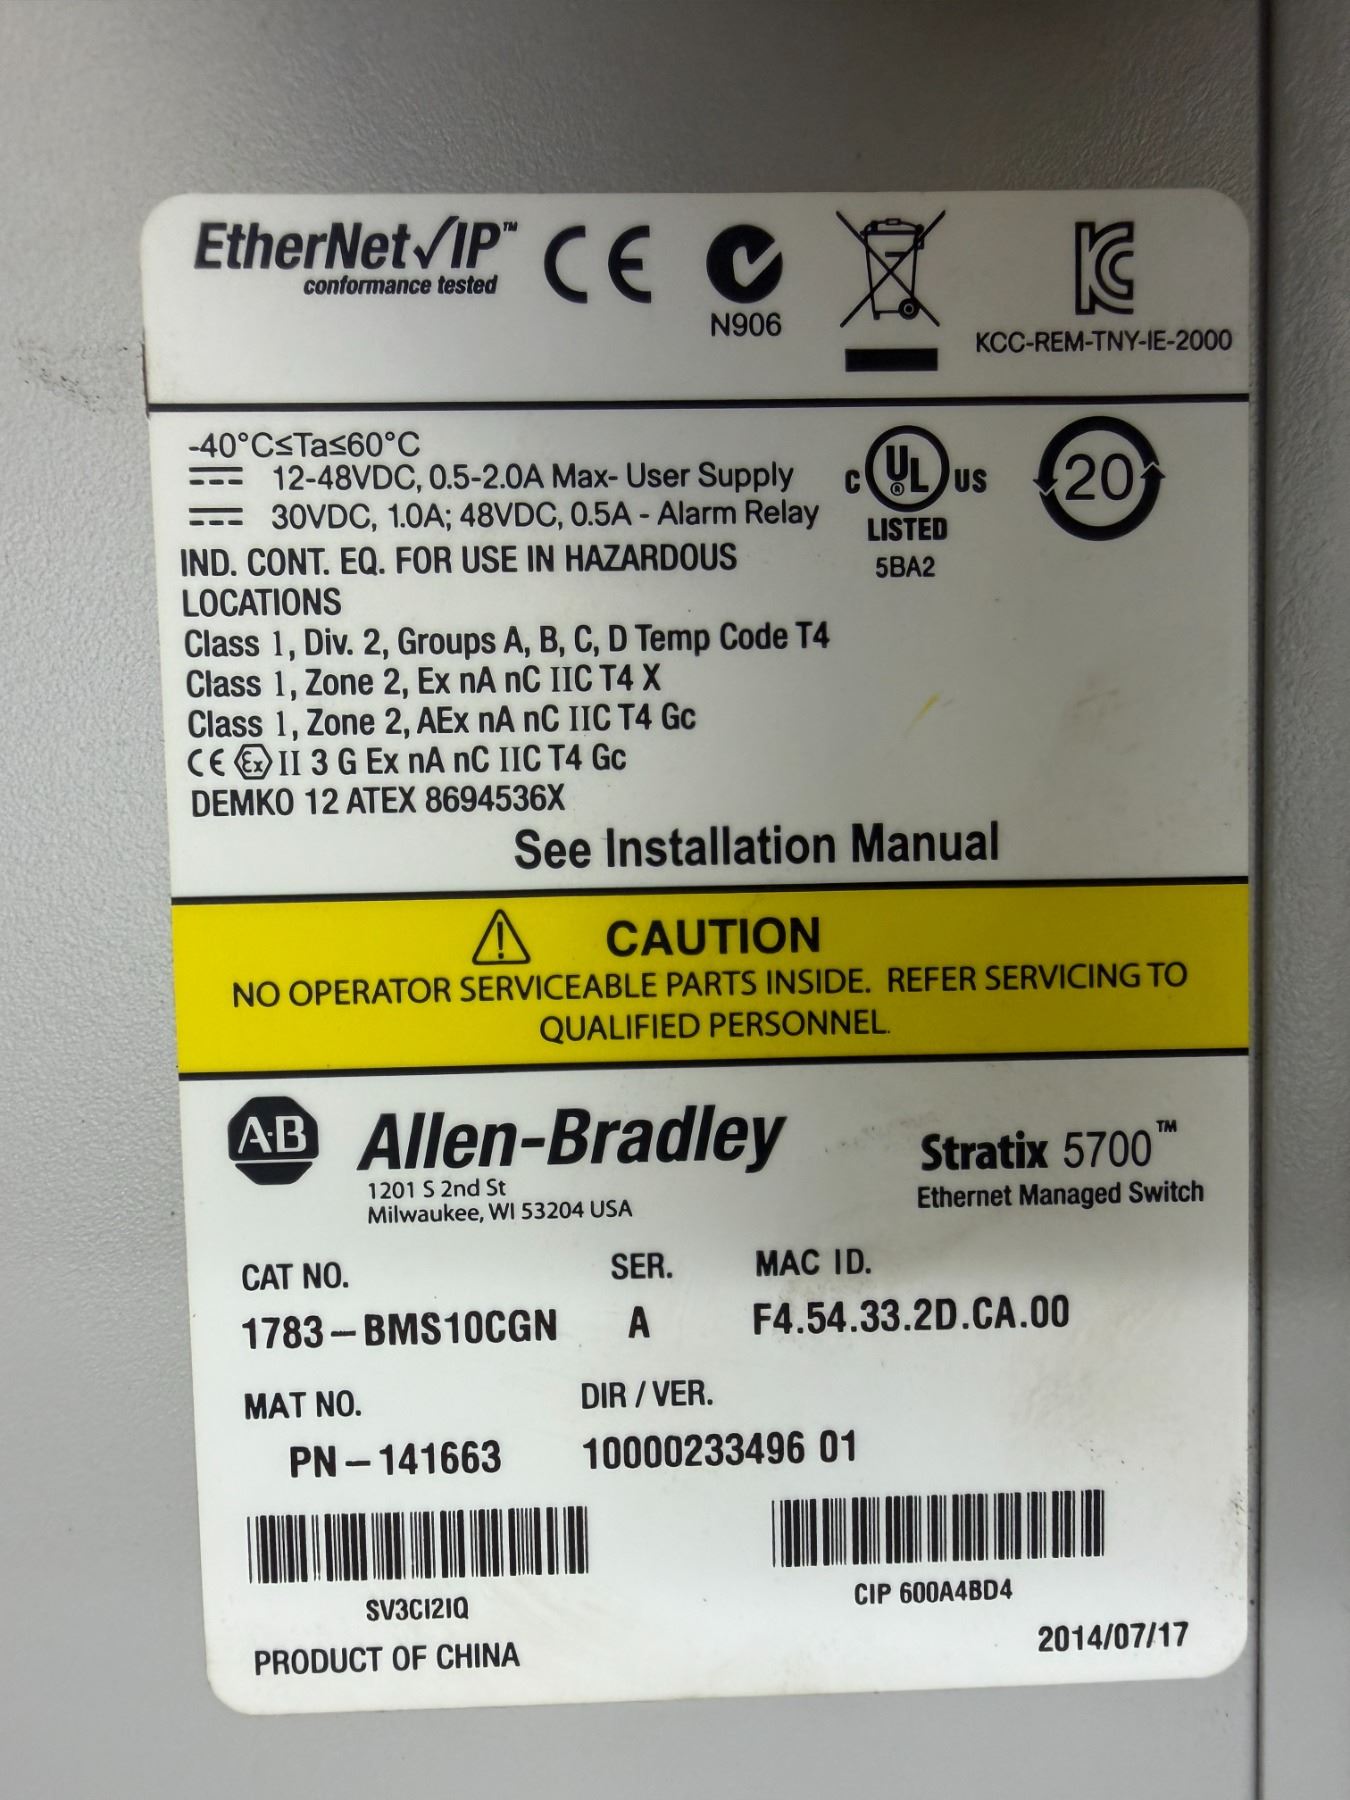 EtherNet/IP™
conformance tested
CE
N906
KCC-REM-TNY-IE-2000
-40°C≤Ta≤60°C
12-48VDC, 0.5-2.0A Max- User Supply
30VDC, 1.0A; 48VDC, 0.5A - Alarm Relay
IND. CONT. EQ. FOR USE IN HAZARDOUS
LOCATIONS
Class 1, Div. 2, Groups A, B, C, D Temp Code T4
Class 1, Zone 2, Ex nA nC IIC T4 X
Class 1, Zone 2, AEx nA nC IIC T4 Gc
CE Ex II 3 G Ex nA nC IIC T4 Gc
DEMKO 12 ATEX 8694536X
C UL® US
LISTED
5BA2
20
See Installation Manual
CAUTION
NO OPERATOR SERVICEABLE PARTS INSIDE. REFER SERVICING TO
QUALIFIED PERSONNEL.
A-B Allen-Bradley
1201 S 2nd St
Milwaukee, WI 53204 USA
Stratix 5700™
Ethernet Managed Switch
CAT NO. SER. MAC ID.
1783-BMS10CGN A F4.54.33.2D.CA.00
MAT NO. DIR / VER.
PN-141663 10000233496 01
SV3CI2IQ CIP 600A4BD4
PRODUCT OF CHINA 2014/07/17